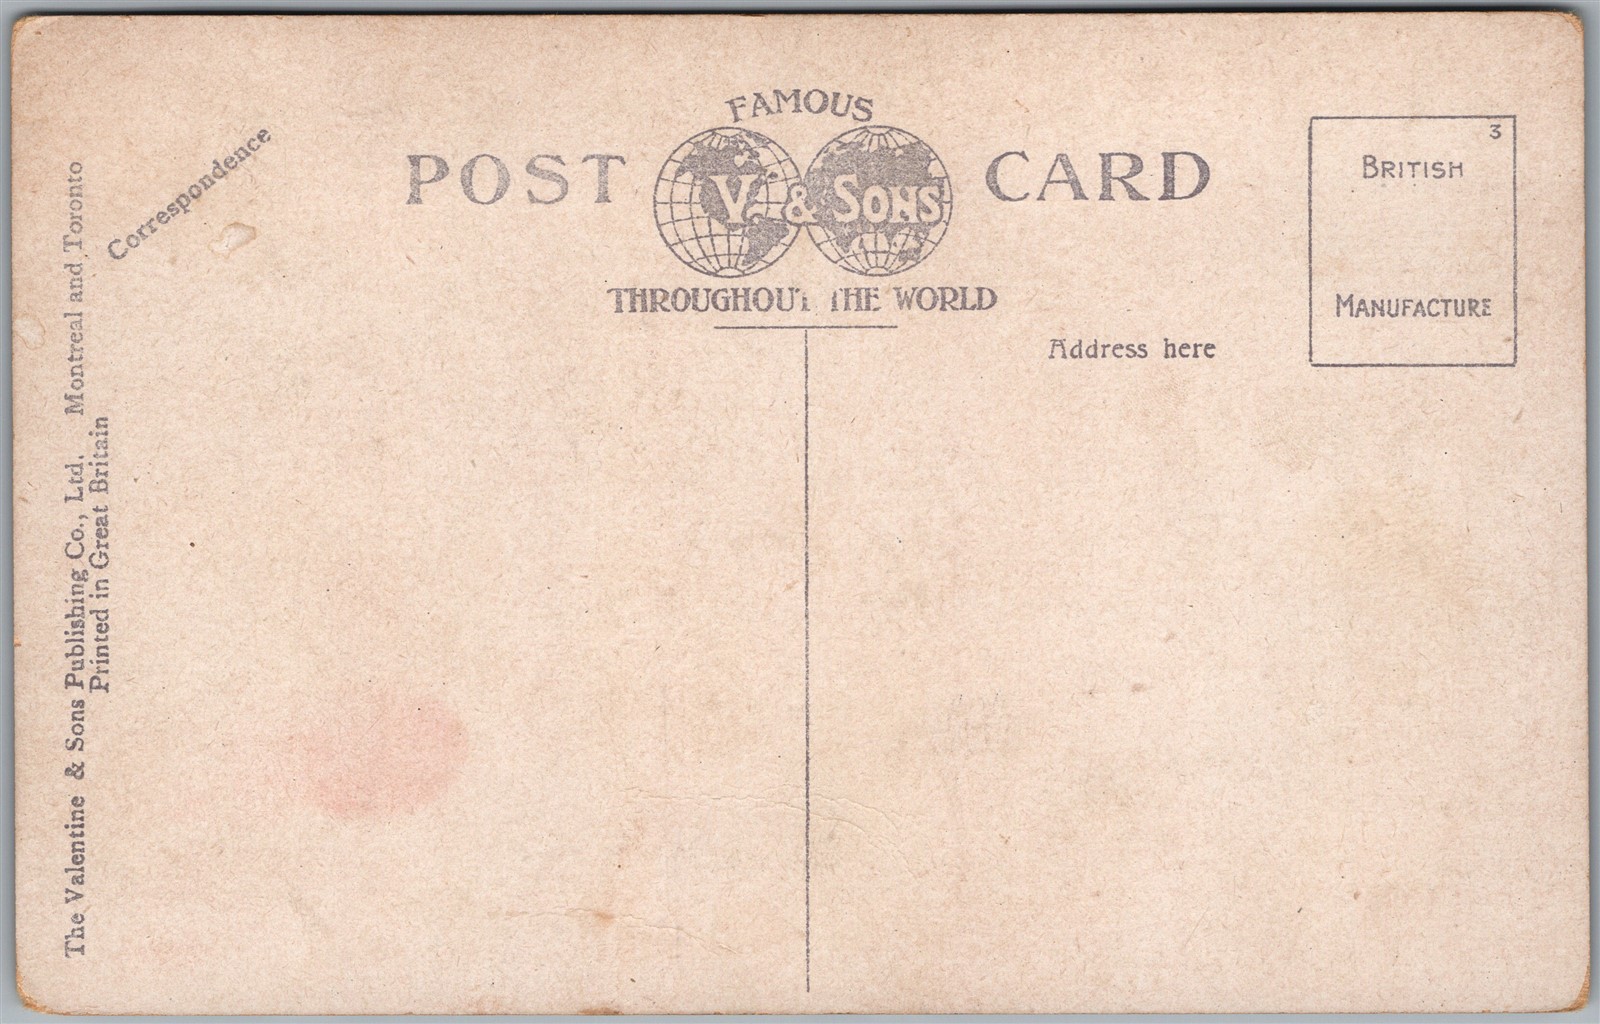 FAMOUS
POST V. & SONS CARD
THROUGHOUT THE WORLD
3
BRITISH
MANUFACTURE
Correspondence
Address here
The Valentine & Sons Publishing Co., Ltd. Montreal and Toronto
Printed in Great Britain